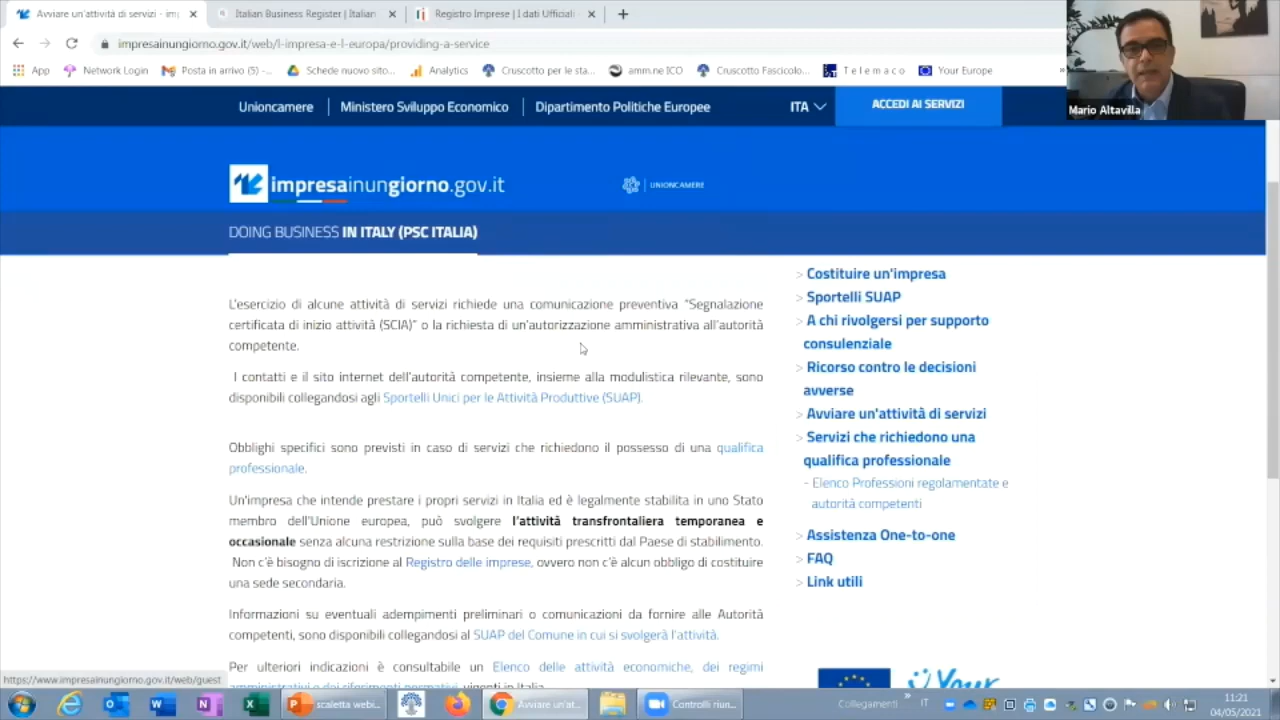 Avviare un'attività di servizi - imp
Italian Business Register | Italian
Registro Imprese | I dati Ufficiali
impresainungiorno.gov.it/web/l-impresa-e-l-europa/providing-a-service
App
Network Login
Posta in arrivo (5) -...
Schede nuovo sito...
Analytics
Cruscotto per le sta...
amm.ne ICO
Cruscotto Fascicolo...
T e l e m a c o
Your Europe
»
Mario Altavilla
Unioncamere
Ministero Sviluppo Economico
Dipartimento Politiche Europee
ITA
ACCEDI AI SERVIZI
impresainungiorno.gov.it
UNIONCAMERE
DOING BUSINESS IN ITALY (PSC ITALIA)
L'esercizio di alcune attività di servizi richiede una comunicazione preventiva "Segnalazione
certificata di inizio attività (SCIA)" o la richiesta di un'autorizzazione amministrativa all'autorità
competente.
I contatti e il sito internet dell'autorità competente, insieme alla modulistica rilevante, sono
disponibili collegandosi agli Sportelli Unici per le Attività Produttive (SUAP).
Obblighi specifici sono previsti in caso di servizi che richiedono il possesso di una qualifica
professionale.
Un'impresa che intende prestare i propri servizi in Italia ed è legalmente stabilita in uno Stato
membro dell'Unione europea, può svolgere l'attività transfrontaliera temporanea e
occasionale senza alcuna restrizione sulla base dei requisiti prescritti dal Paese di stabilimento.
Non c'è bisogno di iscrizione al Registro delle imprese, ovvero non c'è alcun obbligo di costituire
una sede secondaria.
Informazioni su eventuali adempimenti preliminari o comunicazioni da fornire alle Autorità
competenti, sono disponibili collegandosi al SUAP del Comune in cui si svolgerà l'attività.
Per ulteriori indicazioni è consultabile un Elenco delle attività economiche, dei regimi
amministrativi e dei riferimenti normativi, vigenti in Italia.
> Costituire un'impresa
> Sportelli SUAP
> A chi rivolgersi per supporto
consulenziale
> Ricorso contro le decisioni
avverse
> Avviare un'attività di servizi
> Servizi che richiedono una
qualifica professionale
- Elenco Professioni regolamentate e
autorità competenti
> Assistenza One-to-one
> FAQ
> Link utili
Your
https://www.impresainungiorno.gov.it/web/guest
scaletta webi...
Avviare un'at...
Controlli riun...
Collegamenti
»
IT
11:21
04/05/2021